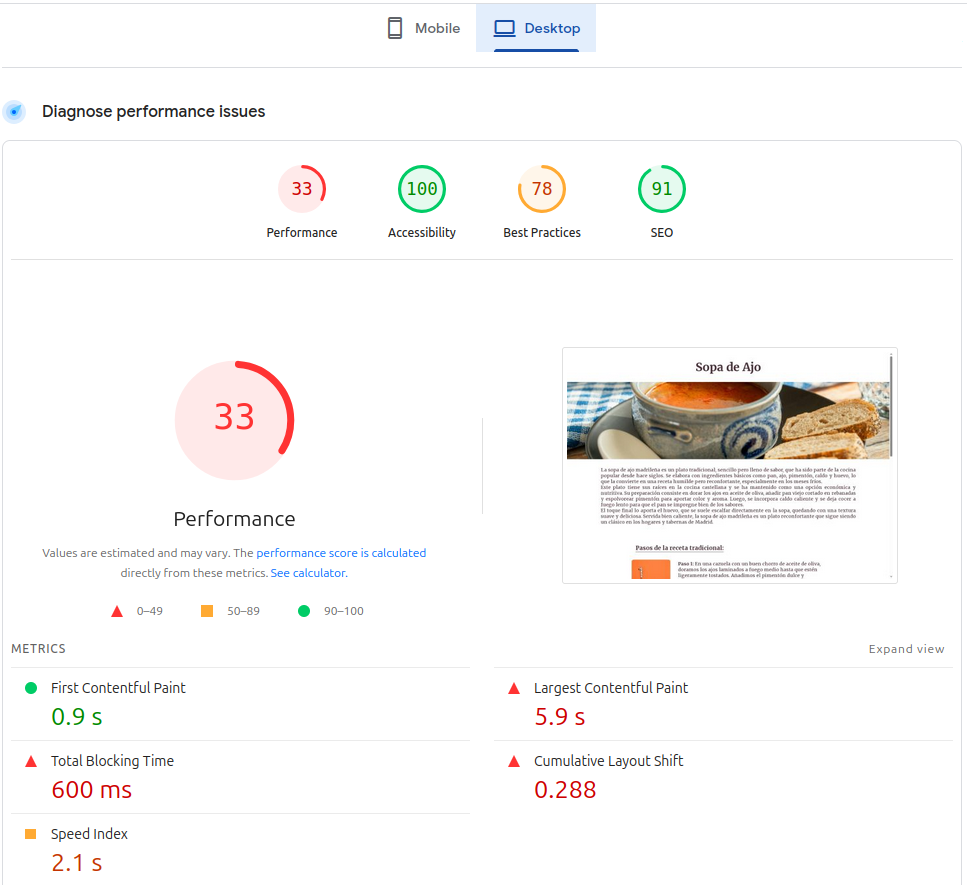 Mobile
Desktop
Diagnose performance issues
33
100
78
91
Performance
Accessibility
Best Practices
SEO
33
Performance
Values are estimated and may vary. The performance score is calculated
directly from these metrics. See calculator.
0–49
50–89
90–100
Sopa de Ajo
La sopa de ajo madrileña es un plato tradicional, sencillo pero lleno de sabor, que ha sido parte de la cocina
popular desde hace siglos. Se elabora con ingredientes básicos como pan, ajo, pimentón, caldo y huevo, lo
que la convierte en una receta humilde pero reconfortante, especialmente en los meses fríos.
Este plato tiene sus raíces en la cocina castellana y se ha mantenido como una opción económica y
nutritiva. Su preparación consiste en dorar los ajos en aceite de oliva, añadir pan viejo cortado en rebanadas
y espolvorear pimentón para aportar color y aroma. Luego, se incorpora caldo caliente y se deja cocer a
fuego lento para que el pan se impregne bien de los sabores.
El toque final lo aporta el huevo, que se suele escalfar directamente en la sopa, quedando con una textura
suave y deliciosa. Servida bien caliente, la sopa de ajo madrileña es un plato reconfortante que sigue siendo
un clásico en los hogares y tabernas de Madrid.
Pasos de la receta tradicional:
1
Paso 1: En una cazuela con un buen chorro de aceite de oliva,
doramos los ajos laminados a fuego medio hasta que estén
ligeramente tostados. Añadimos el pimentón dulce y
METRICS
Expand view
First Contentful Paint
0.9 s
Largest Contentful Paint
5.9 s
Total Blocking Time
600 ms
Cumulative Layout Shift
0.288
Speed Index
2.1 s